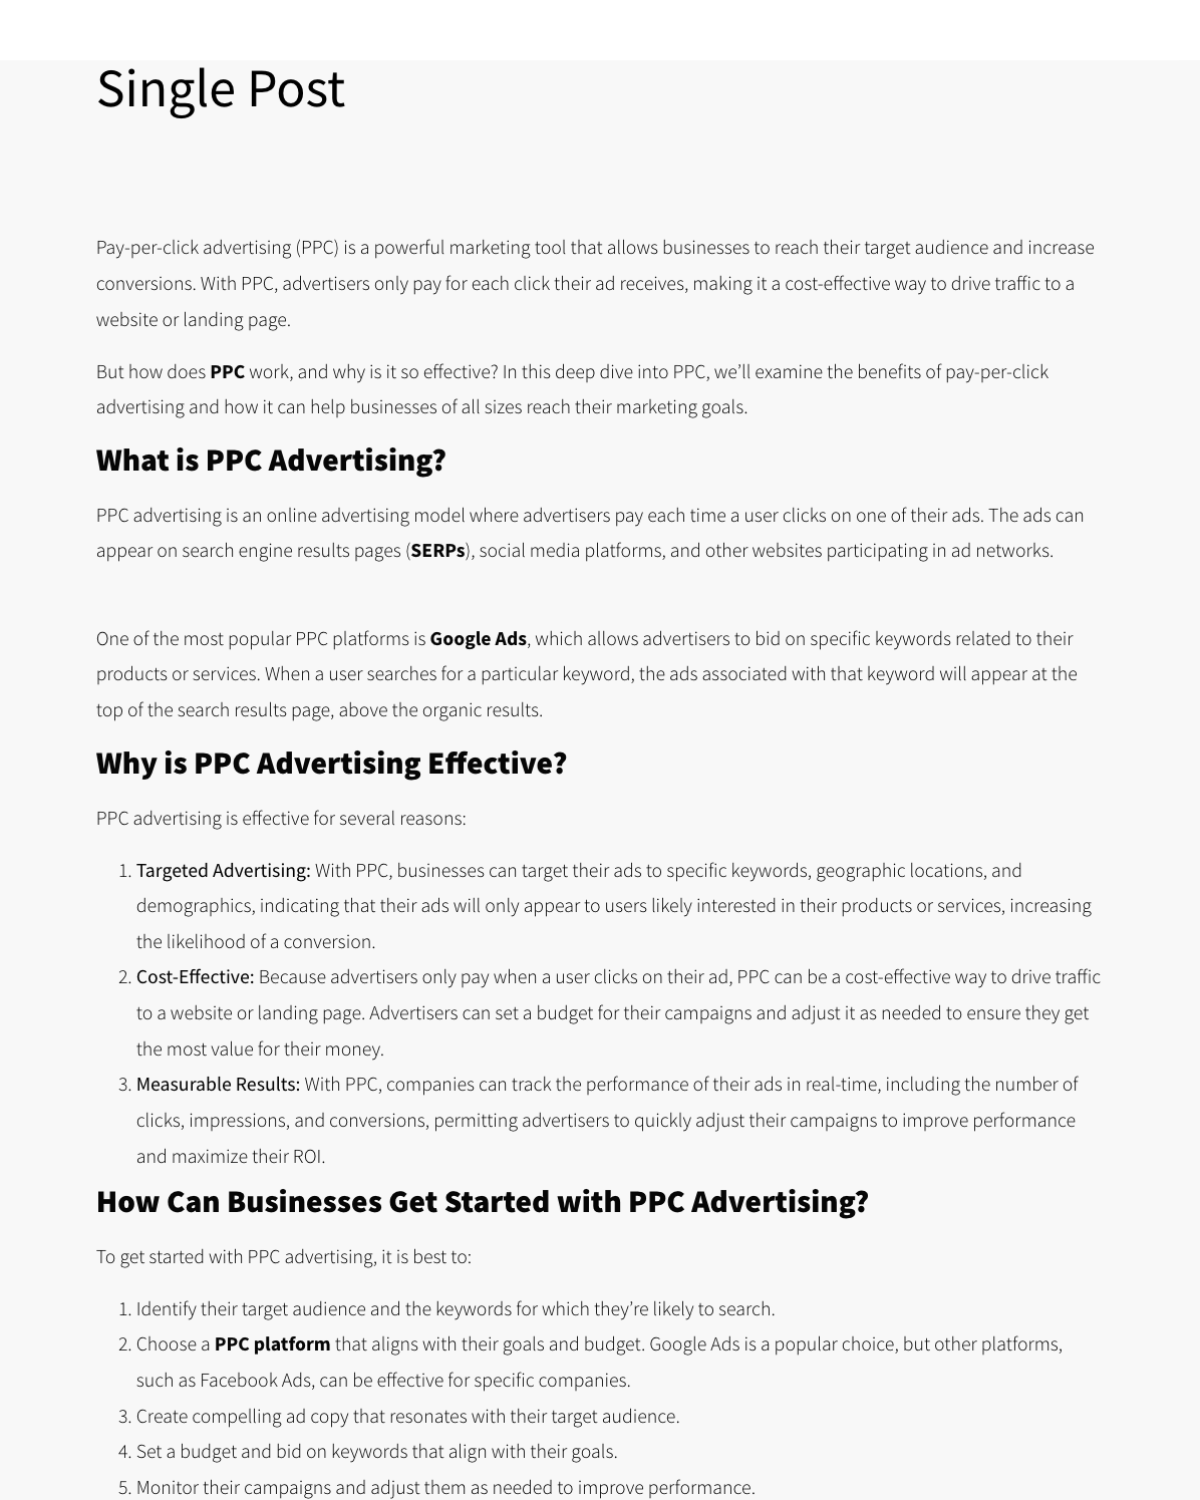 Single Post
Pay-per-click advertising (PPC) is a powerful marketing tool that allows businesses to reach their target audience and increase
conversions. With PPC, advertisers only pay for each click their ad receives, making it a cost-effective way to drive traffic to a
website or landing page.
But how does PPC work, and why is it so effective? In this deep dive into PPC, we’ll examine the benefits of pay-per-click
advertising and how it can help businesses of all sizes reach their marketing goals.
What is PPC Advertising?
PPC advertising is an online advertising model where advertisers pay each time a user clicks on one of their ads. The ads can
appear on search engine results pages (SERPs), social media platforms, and other websites participating in ad networks.
One of the most popular PPC platforms is Google Ads, which allows advertisers to bid on specific keywords related to their
products or services. When a user searches for a particular keyword, the ads associated with that keyword will appear at the
top of the search results page, above the organic results.
Why is PPC Advertising Effective?
PPC advertising is effective for several reasons:
1. Targeted Advertising: With PPC, businesses can target their ads to specific keywords, geographic locations, and
demographics, indicating that their ads will only appear to users likely interested in their products or services, increasing
the likelihood of a conversion.
2. Cost-Effective: Because advertisers only pay when a user clicks on their ad, PPC can be a cost-effective way to drive traffic
to a website or landing page. Advertisers can set a budget for their campaigns and adjust it as needed to ensure they get
the most value for their money.
3. Measurable Results: With PPC, companies can track the performance of their ads in real-time, including the number of
clicks, impressions, and conversions, permitting advertisers to quickly adjust their campaigns to improve performance
and maximize their ROI.
How Can Businesses Get Started with PPC Advertising?
To get started with PPC advertising, it is best to:
1. Identify their target audience and the keywords for which they’re likely to search.
2. Choose a PPC platform that aligns with their goals and budget. Google Ads is a popular choice, but other platforms,
such as Facebook Ads, can be effective for specific companies.
3. Create compelling ad copy that resonates with their target audience.
4. Set a budget and bid on keywords that align with their goals.
5. Monitor their campaigns and adjust them as needed to improve performance.